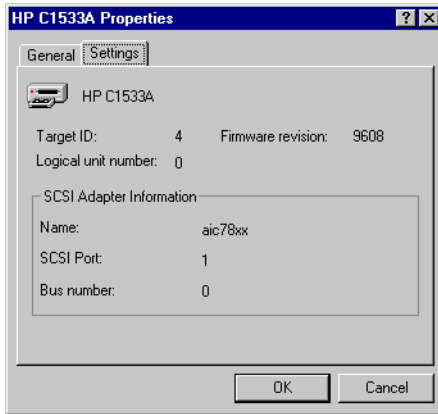 HP C1533A Properties
General Settings
HP C1533A
Target ID: 4 Firmware revision: 9608
Logical unit number: 0
SCSI Adapter Information
Name: aic78xx
SCSI Port: 1
Bus number: 0
OK Cancel